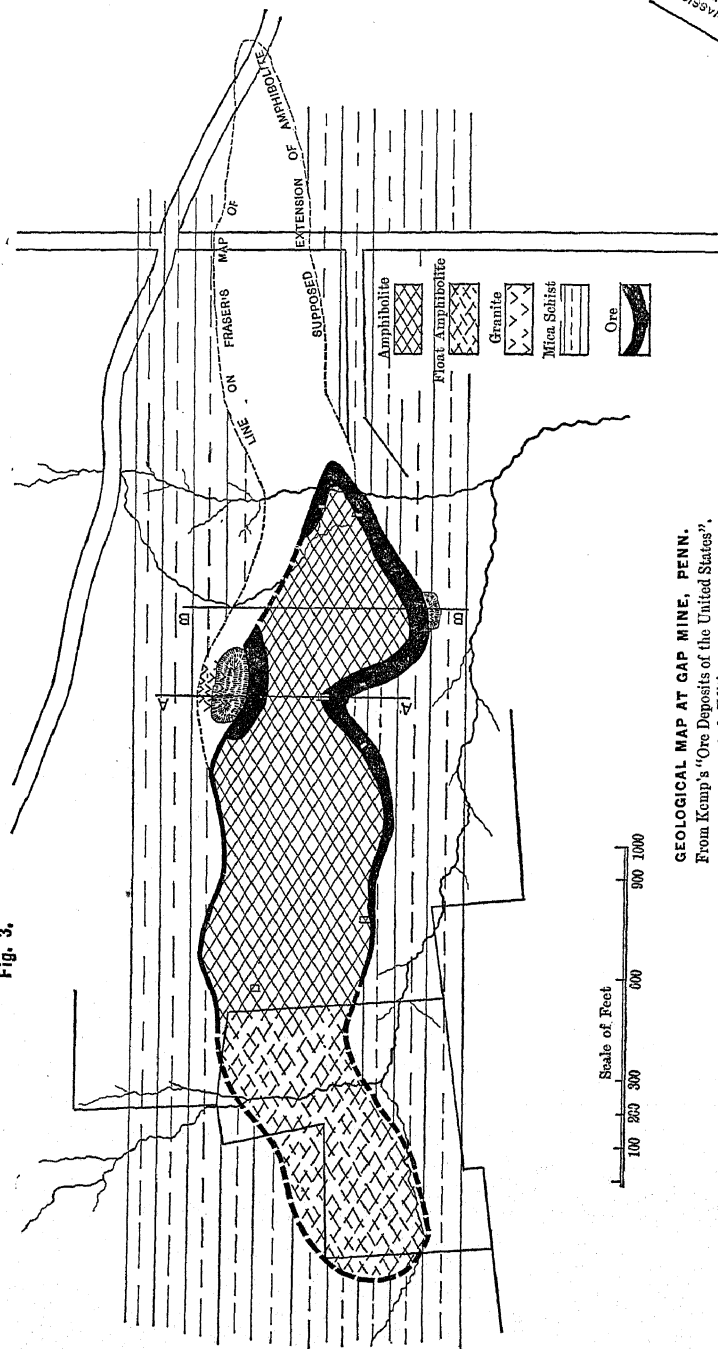 Fig. 3.
LINE ON FRASER'S MAP OF
SUPPOSED EXTENSION OF AMPHIBOLITE
A
A'
B
B
Amphibolite
Float Amphibolite
Granite
Mica Schist
Ore
Scale of Feet
100 200 300 600 900 1000
GEOLOGICAL MAP AT GAP MINE, PENN.
From Kemp's "Ore Deposits of the United States".